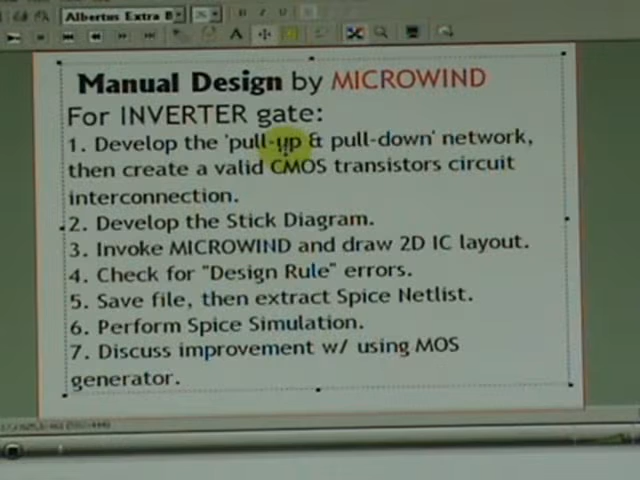 Albertus Extra B
Manual Design by MICROWIND
For INVERTER gate:
1. Develop the 'pull-up & pull-down' network,
then create a valid CMOS transistors circuit
interconnection.
2. Develop the Stick Diagram.
3. Invoke MICROWIND and draw 2D IC layout.
4. Check for "Design Rule" errors.
5. Save file, then extract Spice Netlist.
6. Perform Spice Simulation.
7. Discuss improvement w/ using MOS
generator.